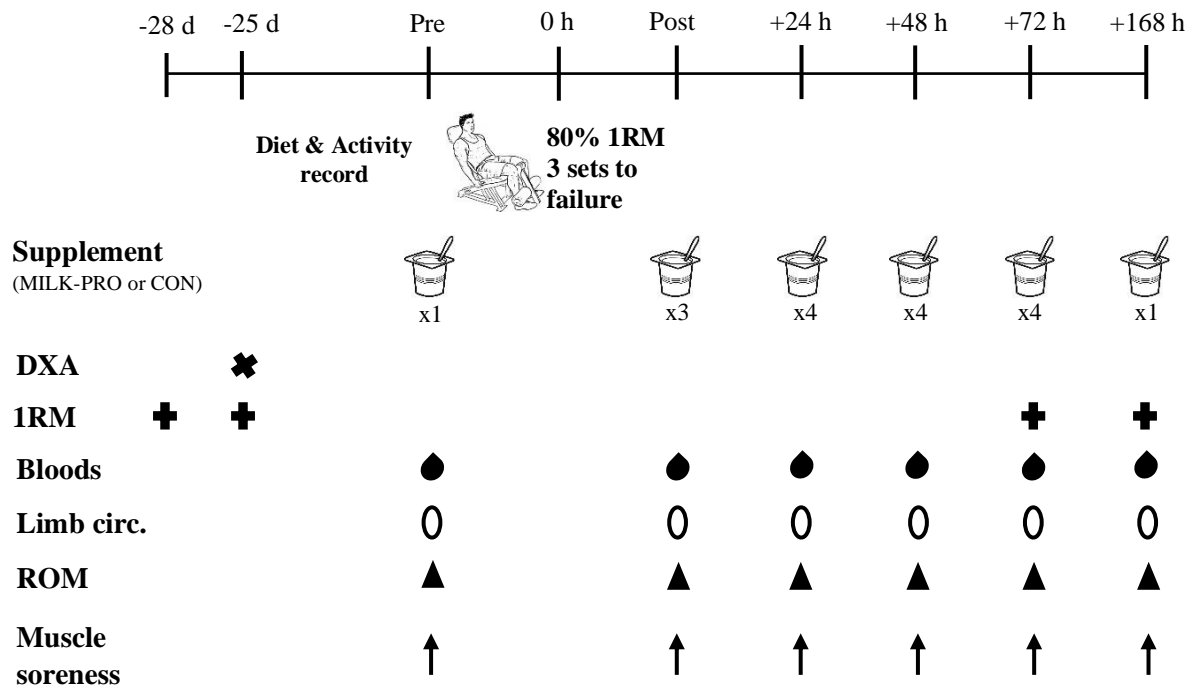 -28 d -25 d Pre 0 h Post +24 h +48 h +72 h +168 h
Diet & Activity
record
80% 1RM
3 sets to
failure
Supplement
(MILK-PRO or CON)
x1 x3 x4 x4 x4 x1
DXA
1RM
Bloods
Limb circ.
ROM
Muscle
soreness